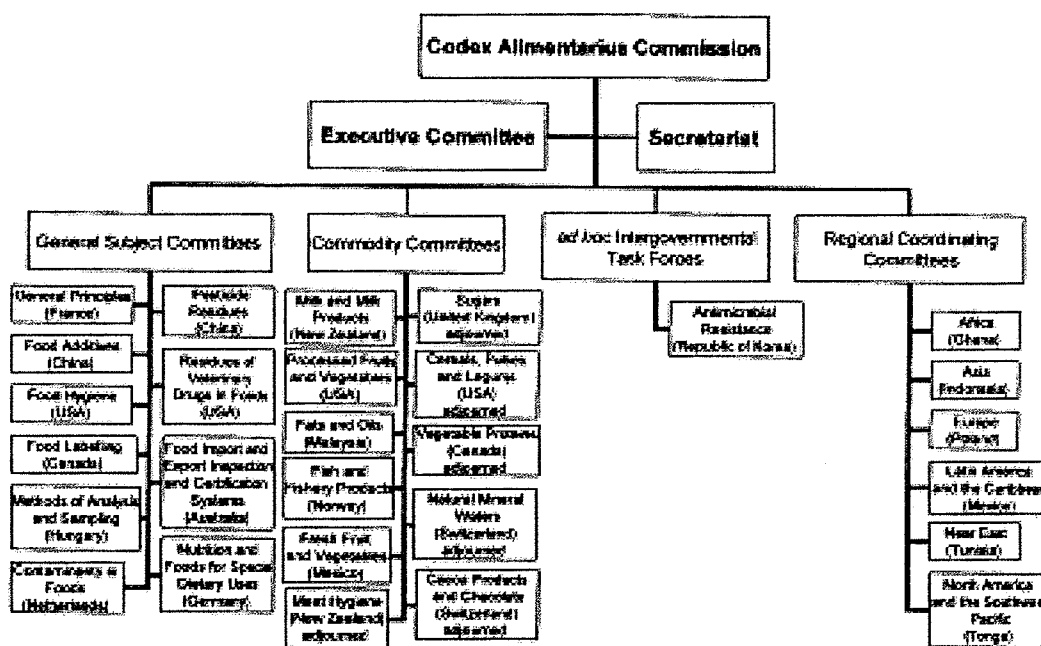 Codex Alimentarius Commission
Executive Committee
Secretariat
General Subject Committees
General Principles
(France)
Food Additives
(China)
Food Hygiene
(USA)
Food Labelling
(Canada)
Methods of Analysis
and Sampling
(Hungary)
Contaminants in
Foods
(Netherlands)
Pesticide
Residues
(China)
Residues of
Veterinary
Drugs in Foods
(USA)
Food Import and
Export Inspection
and Certification
Systems
(Australia)
Nutrition and
Foods for Special
Dietary Uses
(Germany)
Commodity Committees
Milk and Milk
Products
(New Zealand)
Processed Fruits
and Vegetables
(USA)
Fats and Oils
(Malaysia)
Fish and
Fishery Products
(Norway)
Fresh Fruit
and Vegetables
(Mexico)
Meat Hygiene
(New Zealand)
adjourned
Sugars
(United Kingdom)
adjourned
Cereals, Pulses
and Legumes
(USA)
adjourned
Vegetable Proteins
(Canada)
adjourned
Natural Mineral
Waters
(Switzerland)
adjourned
Cocoa Products
and Chocolate
(Switzerland)
adjourned
ad hoc Intergovernmental
Task Forces
Antimicrobial
Resistance
(Republic of Korea)
Regional Coordinating
Committees
Africa
(Ghana)
Asia
(Indonesia)
Europe
(Poland)
Latin America
and the Caribbean
(Mexico)
Near East
(Tunisia)
North America
and the Southwest
Pacific
(Tonga)